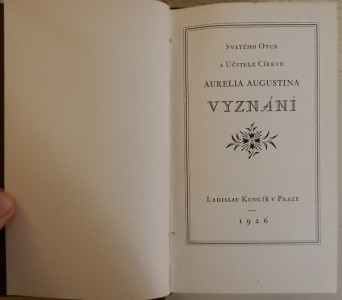 Svatého Otce
a Učitele Církve
AURELIA AUGUSTINA
VYZNÁNÍ
Ladislav Kuncíř v Praze
1926